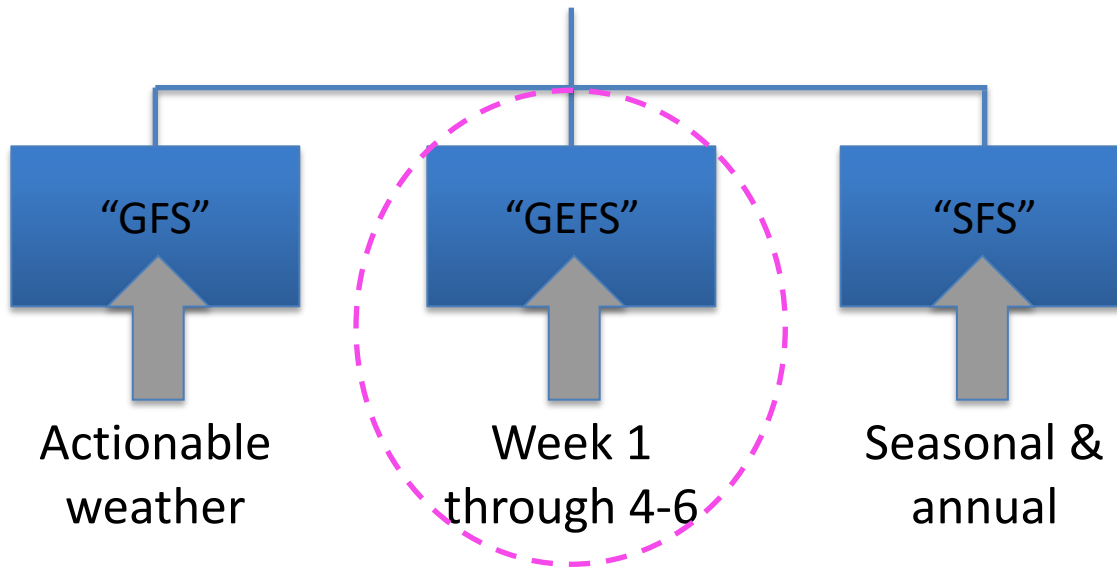 “GFS”
“GEFS”
“SFS”
Actionable
weather
Week 1
through 4-6
Seasonal &
annual